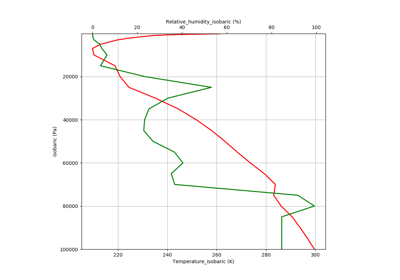 Relative_humidity_isobaric (%)
0 20 40 60 80 100
20000
40000
60000
80000
100000
isobaric (Pa)
220 240 260 280 300
Temperature_isobaric (K)